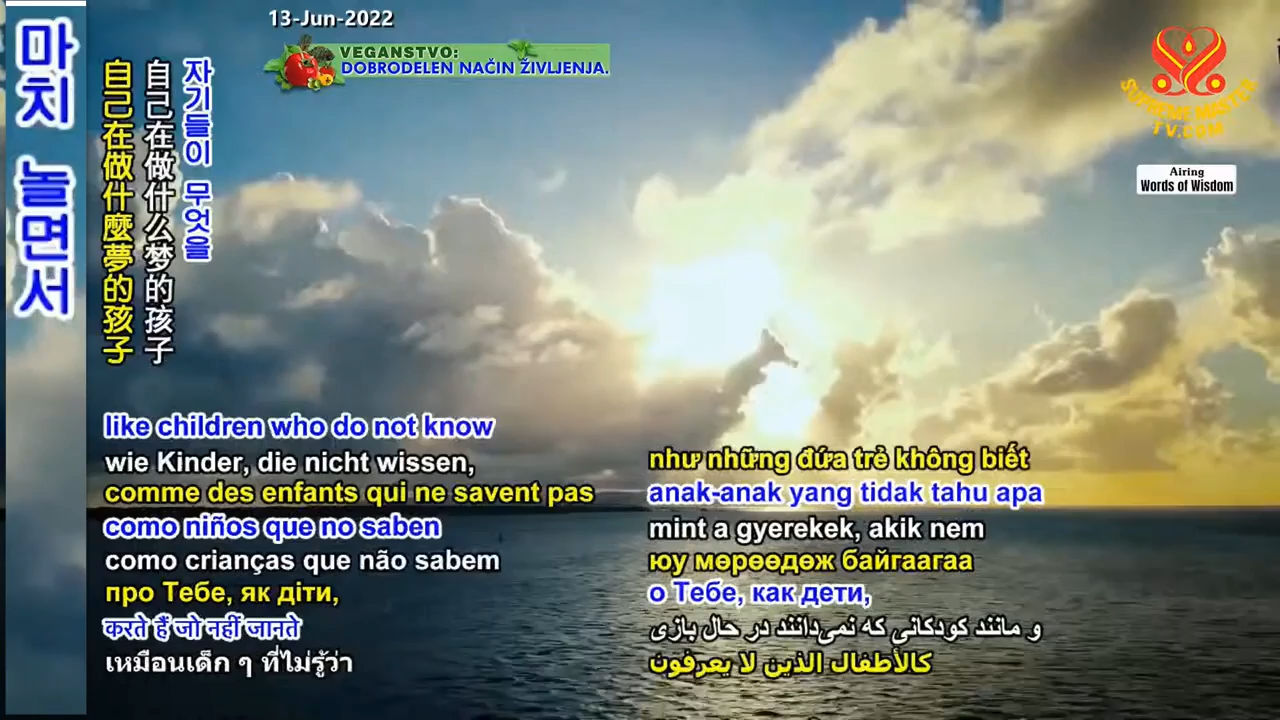 13-Jun-2022
VEGANSTVO:
DOBRODELEN NAČIN ŽIVLJENJA.
SUPREME MASTER
TV.COM
Airing
Words of Wisdom
마치 놀면서
자기들이 무엇을
自己在做什么梦的孩子
自己在做什麼夢的孩子
like children who do not know
wie Kinder, die nicht wissen,
comme des enfants qui ne savent pas
como niños que no saben
como crianças que não sabem
про Тебе, як діти,
करते हैं जो नहीं जानते
เหมือนเด็ก ๆ ที่ไม่รู้ว่า
như những đứa trẻ không biết
anak-anak yang tidak tahu apa
mint a gyerekek, akik nem
юу мөрөөдөж байгаагаа
о Тебе, как дети,
و مانند کودکانی که نمی‌دانند در حال بازی
كالأطفال الذين لا يعرفون